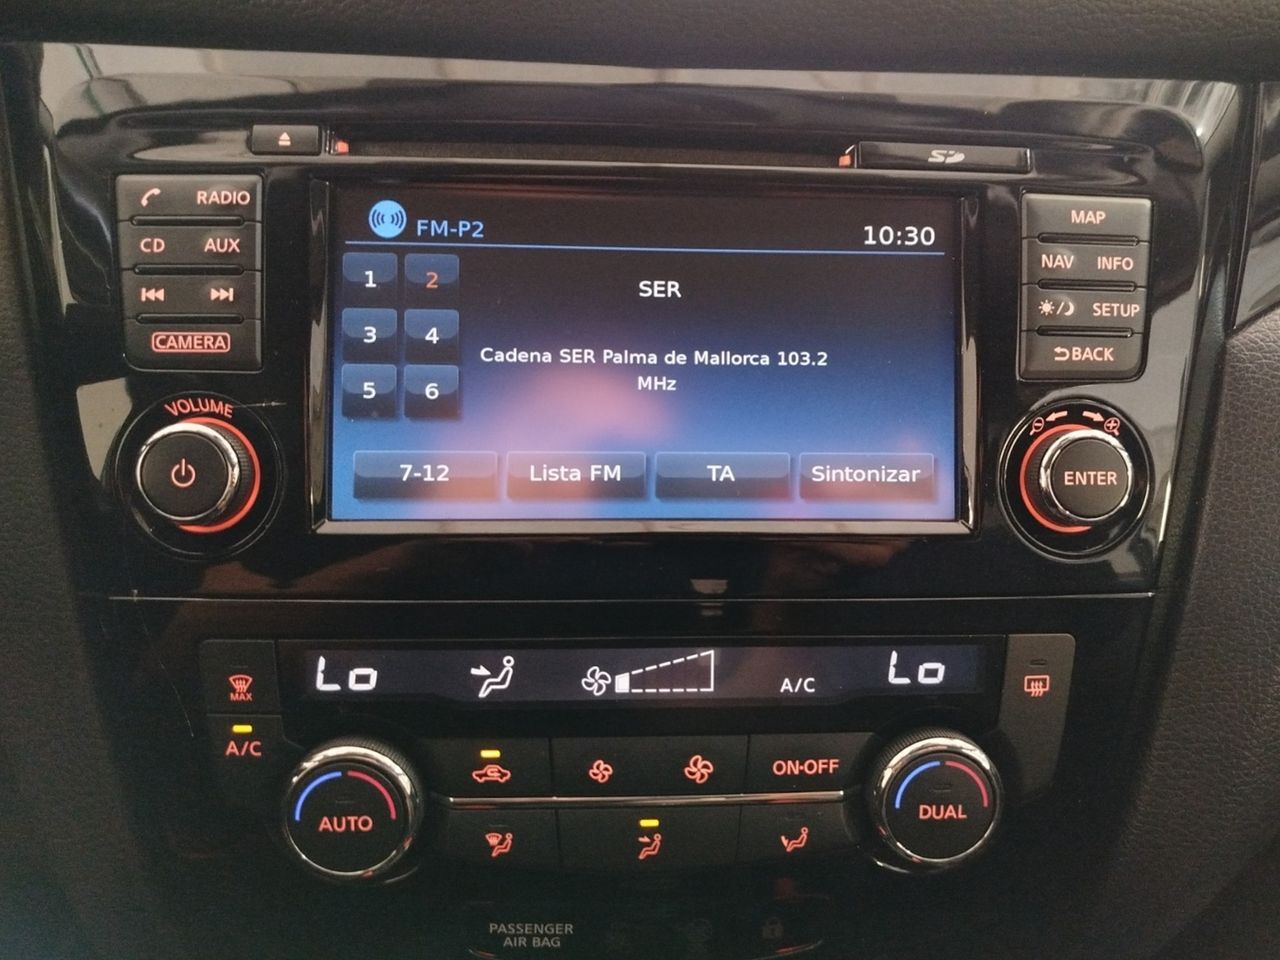 RADIO
CD AUX
CAMERA
VOLUME
SD
FM-P2
10:30
1 2
3 4
5 6
SER
Cadena SER Palma de Mallorca 103.2
MHz
7-12 Lista FM TA Sintonizar
MAP
NAV INFO
SETUP
BACK
ENTER
Lo A/C Lo
MAX
A/C
AUTO
ON·OFF
DUAL
PASSENGER
AIR BAG